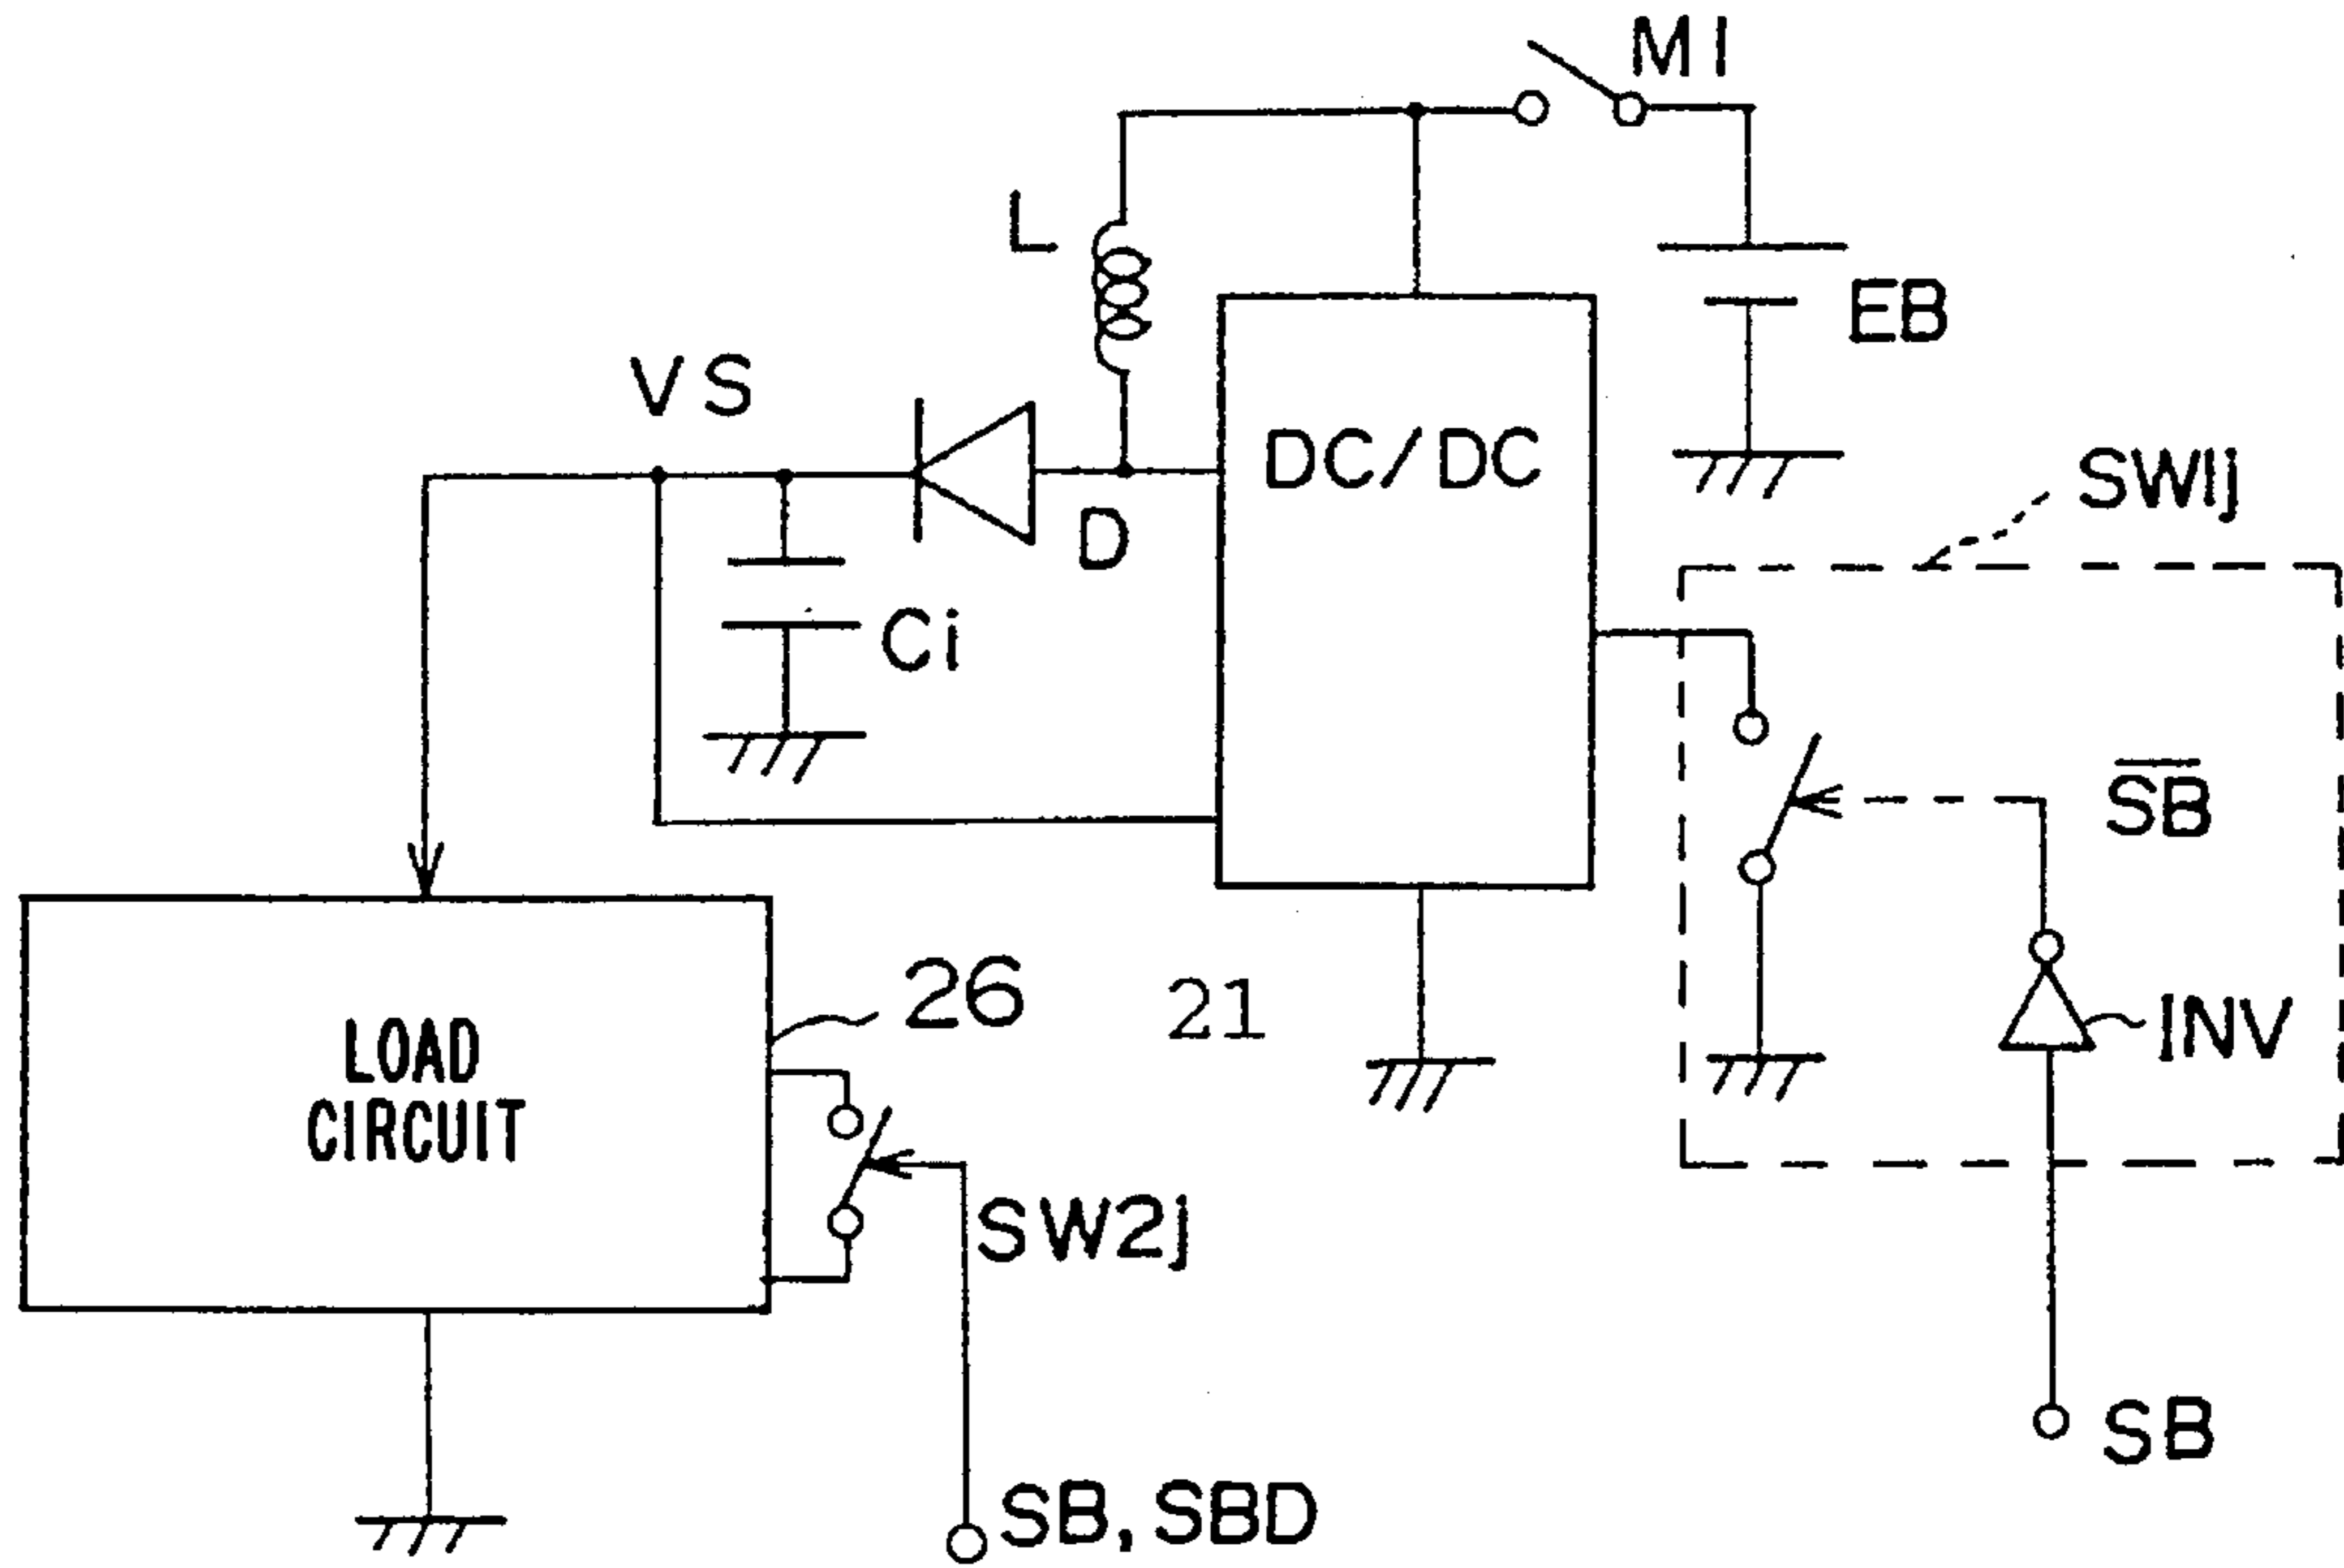 MI
L
EB
VS
DC/DC
SWIj
D
Ci
SB
26
21
INV
LOAD
CIRCUIT
SW2j
SB
SB, SBD